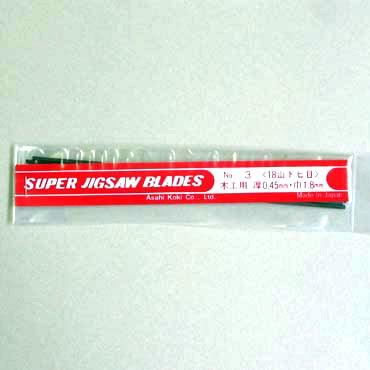 SUPER JIGSAW BLADES
Asahi Koki Co., Ltd.
No. 3 〈18山トビ目〉
木工用 厚0.45mm・巾1.8mm
Made in Japan